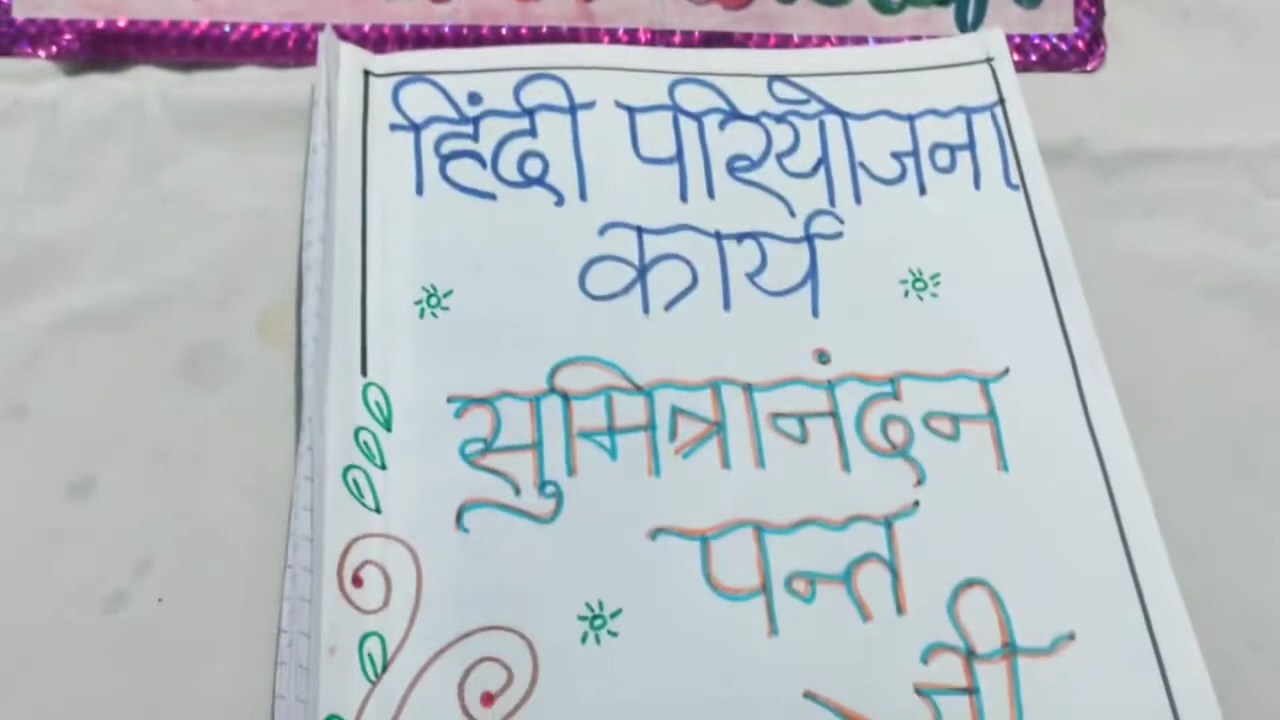 हिंदी परियोजना
कार्य
सुमित्रानंदन
पन्त
जी